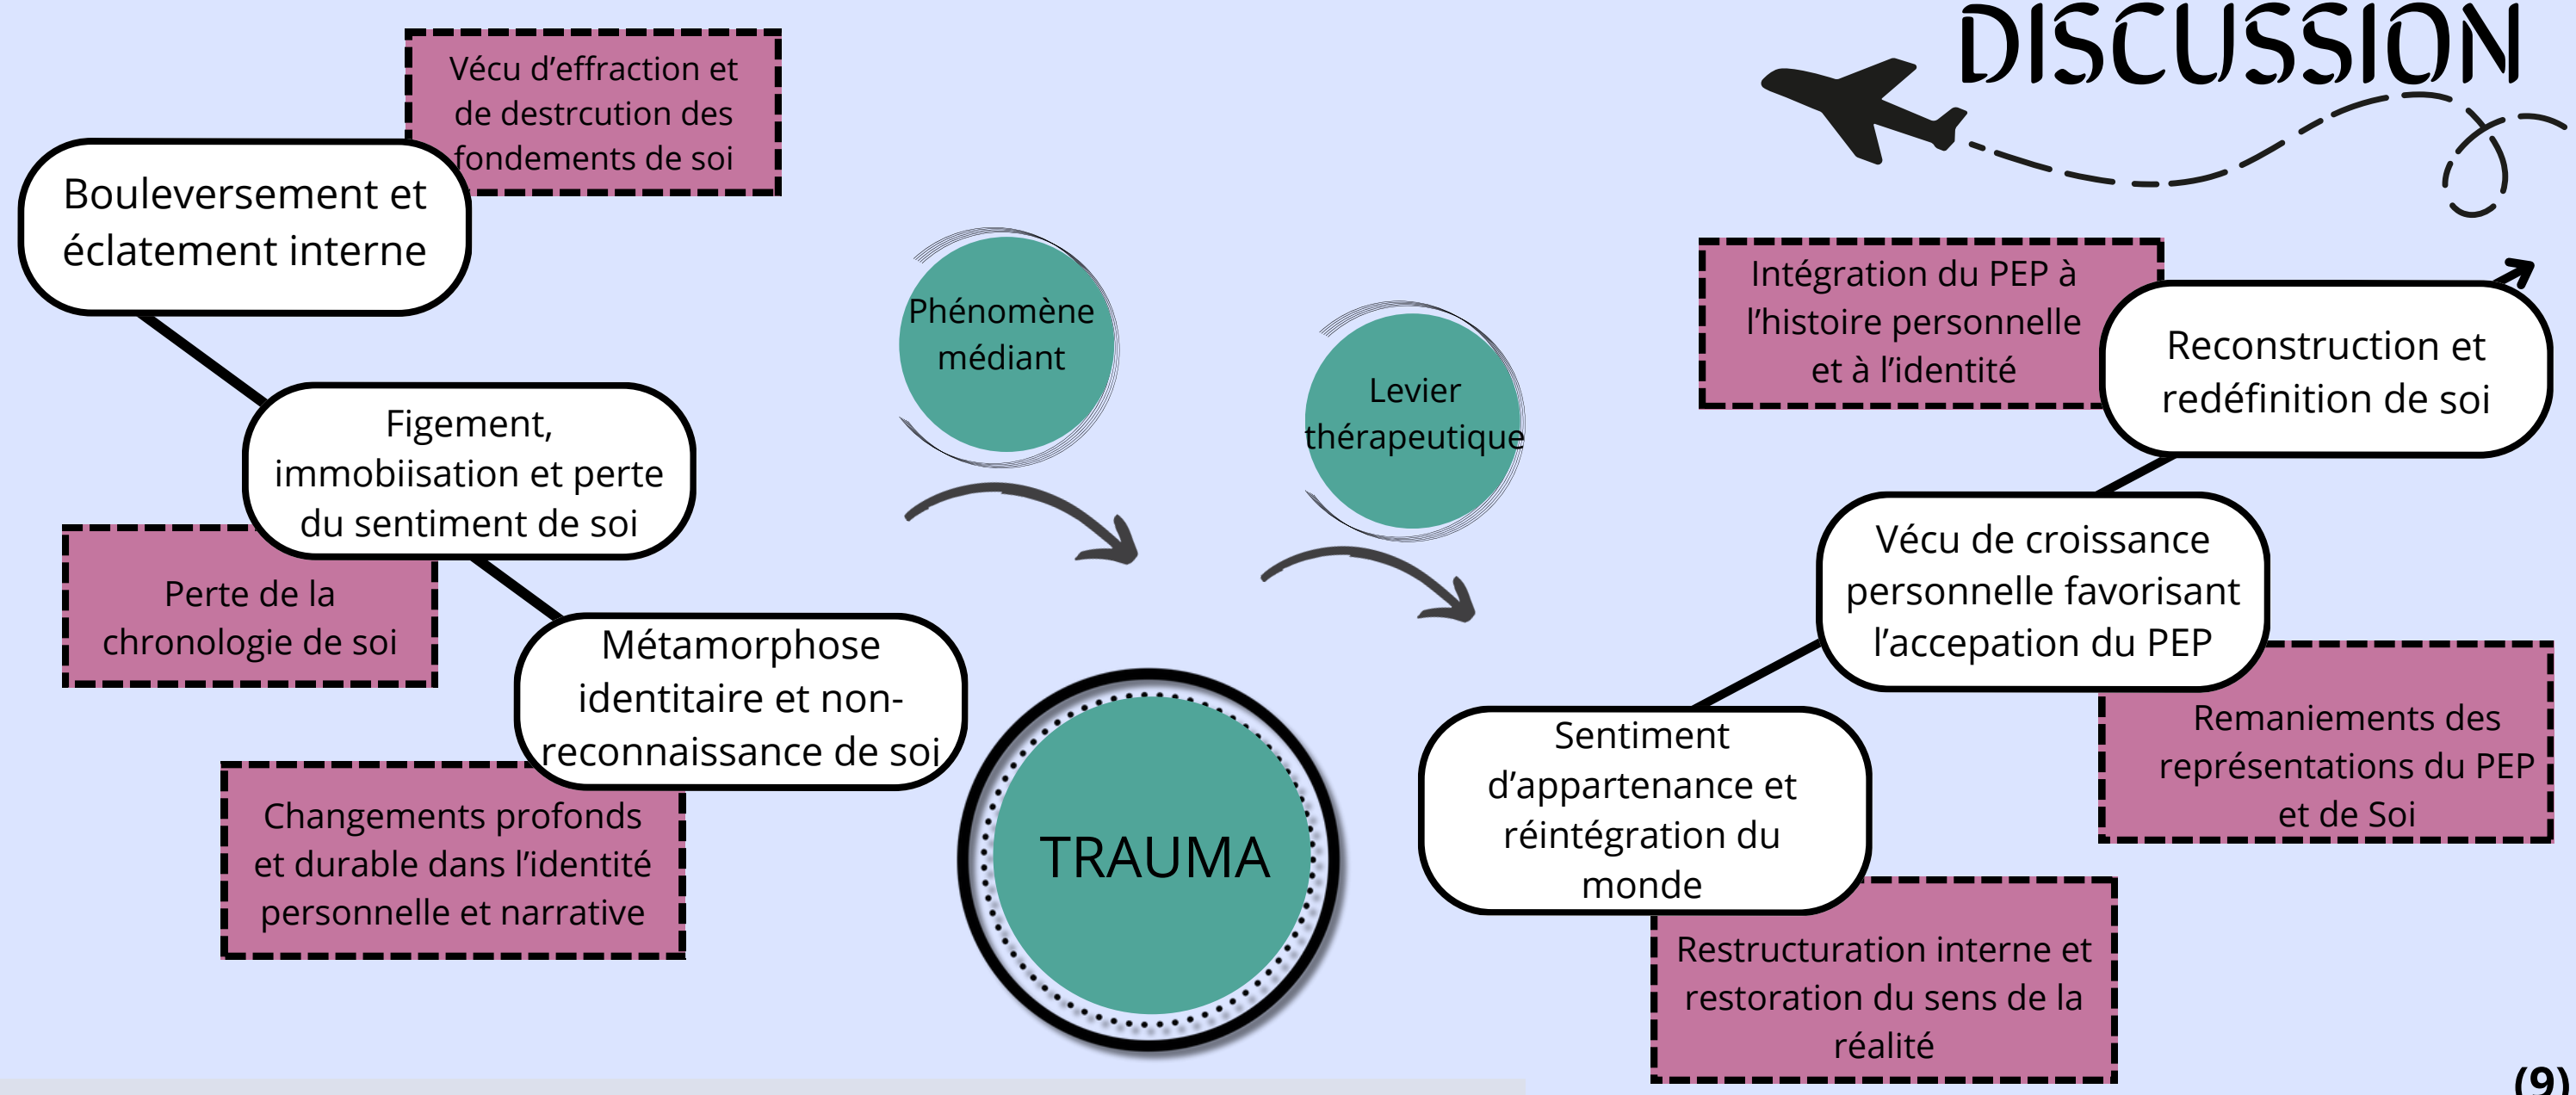 DISCUSSION
Vécu d’effraction et
de destrcution des
fondements de soi
Bouleversement et
éclatement interne
Figement,
immobiisation et perte
du sentiment de soi
Perte de la
chronologie de soi
Métamorphose
identitaire et non-
reconnaissance de soi
Changements profonds
et durable dans l’identité
personnelle et narrative
Phénomène
médiant
Levier
thérapeutique
TRAUMA
Intégration du PEP à
l’histoire personnelle
et à l’identité
Reconstruction et
redéfinition de soi
Vécu de croissance
personnelle favorisant
l’accepation du PEP
Remaniements des
représentations du PEP
et de Soi
Sentiment
d’appartenance et
réintégration du
monde
Restructuration interne et
restoration du sens de la
réalité
(9)